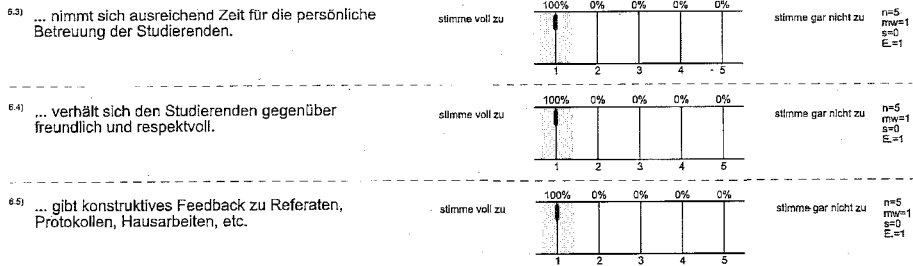 6.3) ... nimmt sich ausreichend Zeit für die persönliche
Betreuung der Studierenden.
stimme voll zu
100% 0% 0% 0% 0%
1 2 3 4 5
stimme gar nicht zu
n=5
mw=1
s=0
E.=1
6.4) ... verhält sich den Studierenden gegenüber
freundlich und respektvoll.
stimme voll zu
100% 0% 0% 0% 0%
1 2 3 4 5
stimme gar nicht zu
n=5
mw=1
s=0
E.=1
6.5) ... gibt konstruktives Feedback zu Referaten,
Protokollen, Hausarbeiten, etc.
stimme voll zu
100% 0% 0% 0% 0%
1 2 3 4 5
stimme gar nicht zu
n=5
mw=1
s=0
E.=1